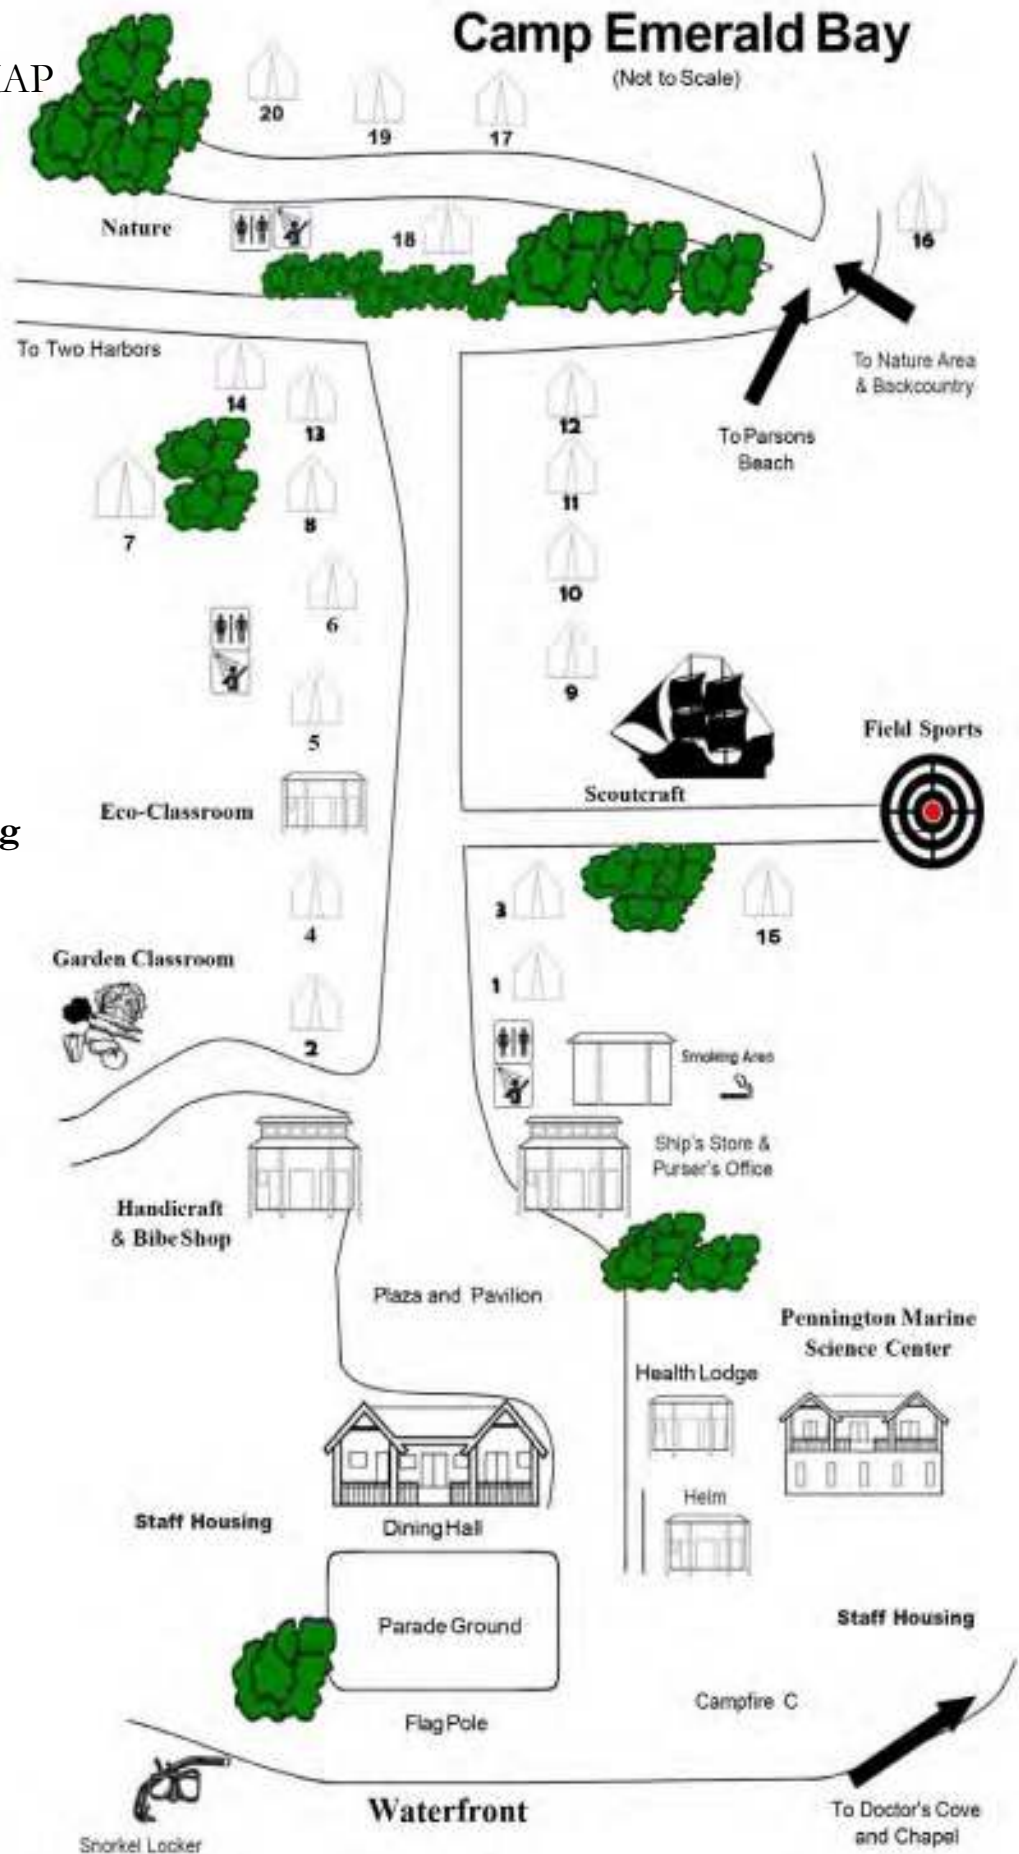 Camp Emerald Bay
(Not to Scale)
AP
20
19
17
16
Nature
18
To Two Harbors
To Nature Area
& Backcountry
To Parsons
Beach
14
13
12
11
7
8
10
6
9
5
Field Sports
Scoutcraft
Eco-Classroom
g
3
15
4
Garden Classroom
1
2
Smoking Area
Ship's Store &
Purser's Office
Handicraft
& Bibe Shop
Plaza and Pavilion
Pennington Marine
Science Center
Health Lodge
Helm
Staff Housing
Dining Hall
Parade Ground
Staff Housing
Campfire C
Flag Pole
Waterfront
To Doctor's Cove
and Chapel
Snorkel Locker